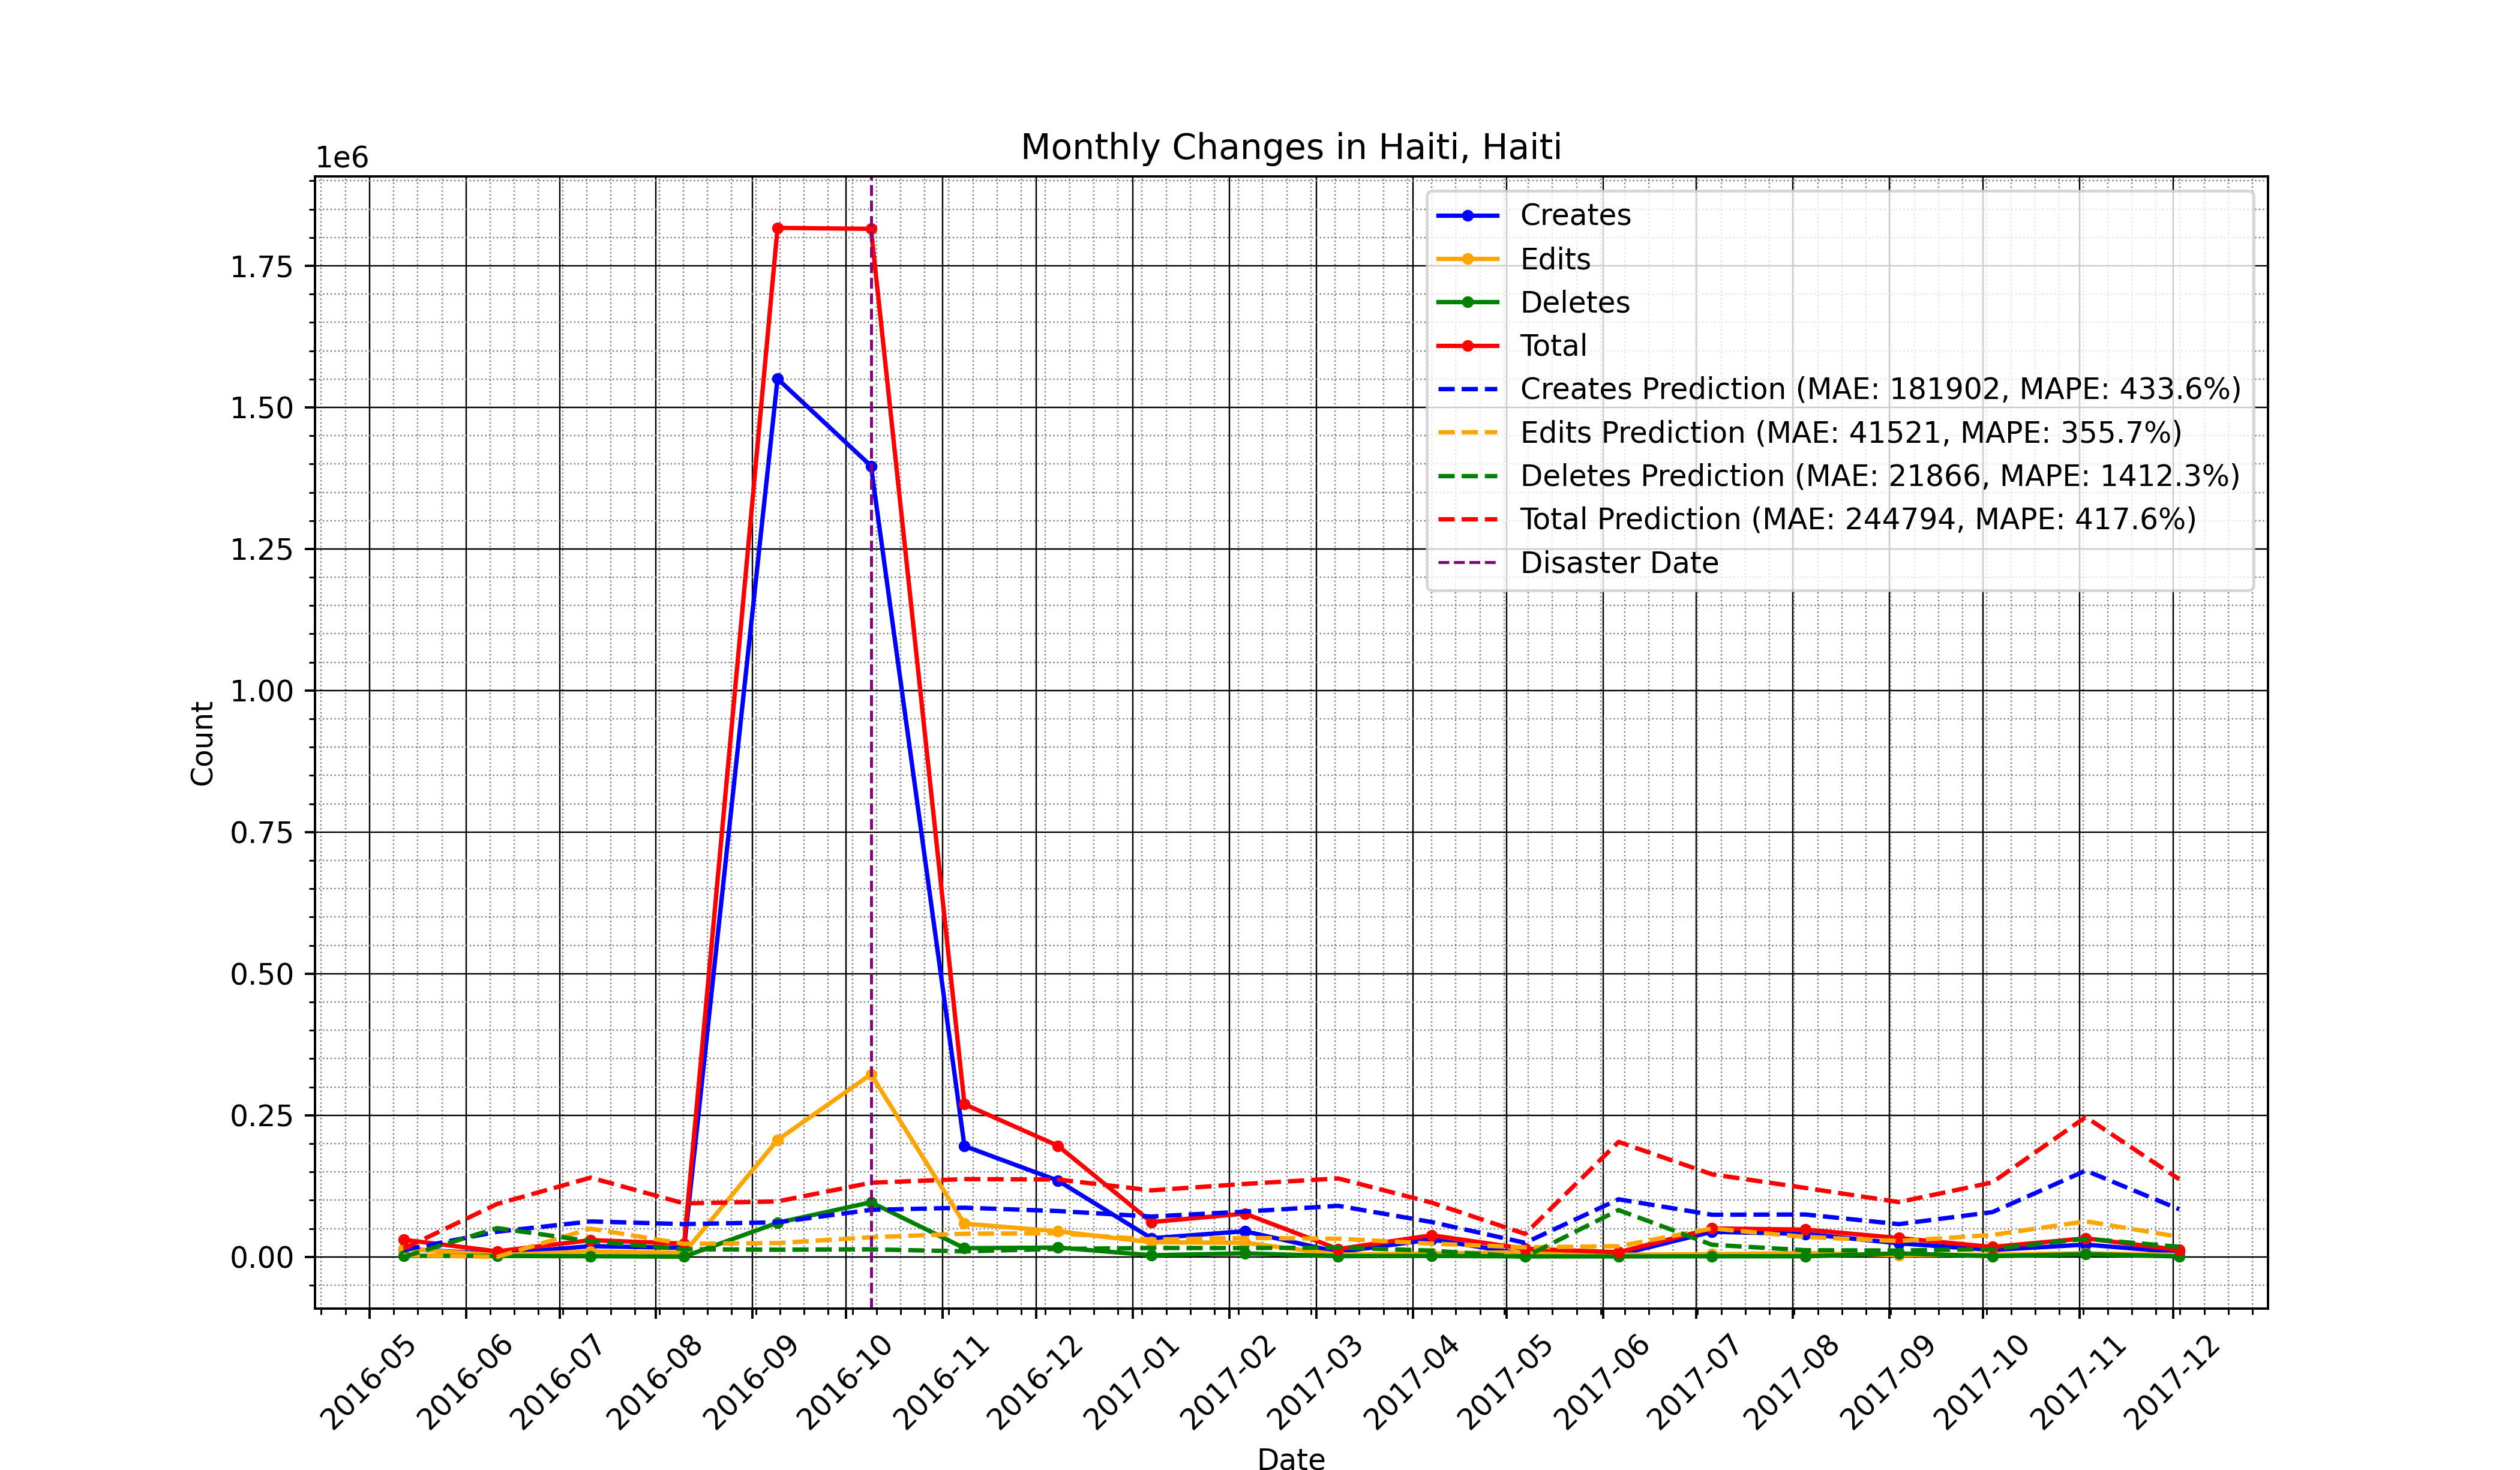 Monthly Changes in Haiti, Haiti
1e6
1.75
1.50
1.25
1.00
0.75
0.50
0.25
0.00
Count
Creates
Edits
Deletes
Total
Creates Prediction (MAE: 181902, MAPE: 433.6%)
Edits Prediction (MAE: 41521, MAPE: 355.7%)
Deletes Prediction (MAE: 21866, MAPE: 1412.3%)
Total Prediction (MAE: 244794, MAPE: 417.6%)
Disaster Date
2016-05
2016-06
2016-07
2016-08
2016-09
2016-10
2016-11
2016-12
2017-01
2017-02
2017-03
2017-04
2017-05
2017-06
2017-07
2017-08
2017-09
2017-10
2017-11
2017-12
Date